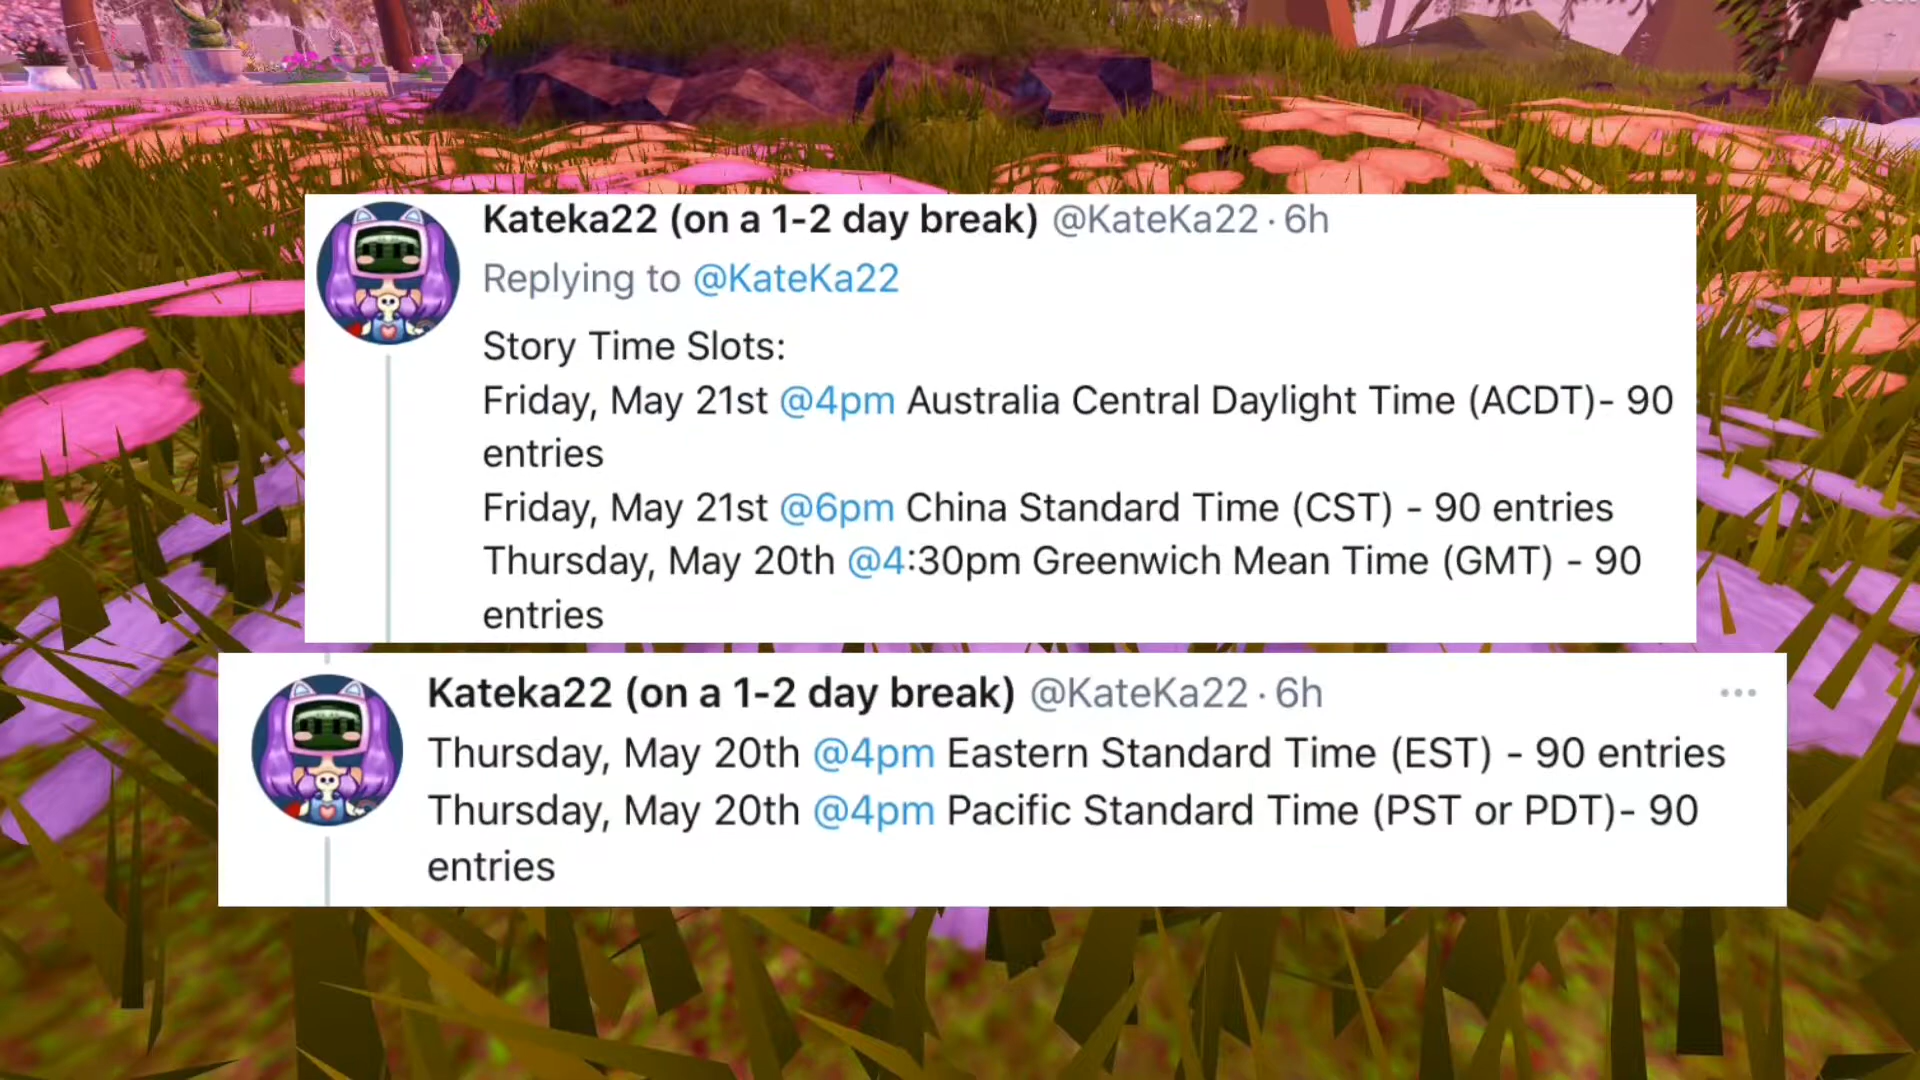 Kateka22 (on a 1-2 day break) @KateKa22 · 6h
Replying to @KateKa22
Story Time Slots:
Friday, May 21st @4pm Australia Central Daylight Time (ACDT)- 90
entries
Friday, May 21st @6pm China Standard Time (CST) - 90 entries
Thursday, May 20th @4:30pm Greenwich Mean Time (GMT) - 90
entries
Kateka22 (on a 1-2 day break) @KateKa22 · 6h
Thursday, May 20th @4pm Eastern Standard Time (EST) - 90 entries
Thursday, May 20th @4pm Pacific Standard Time (PST or PDT)- 90
entries